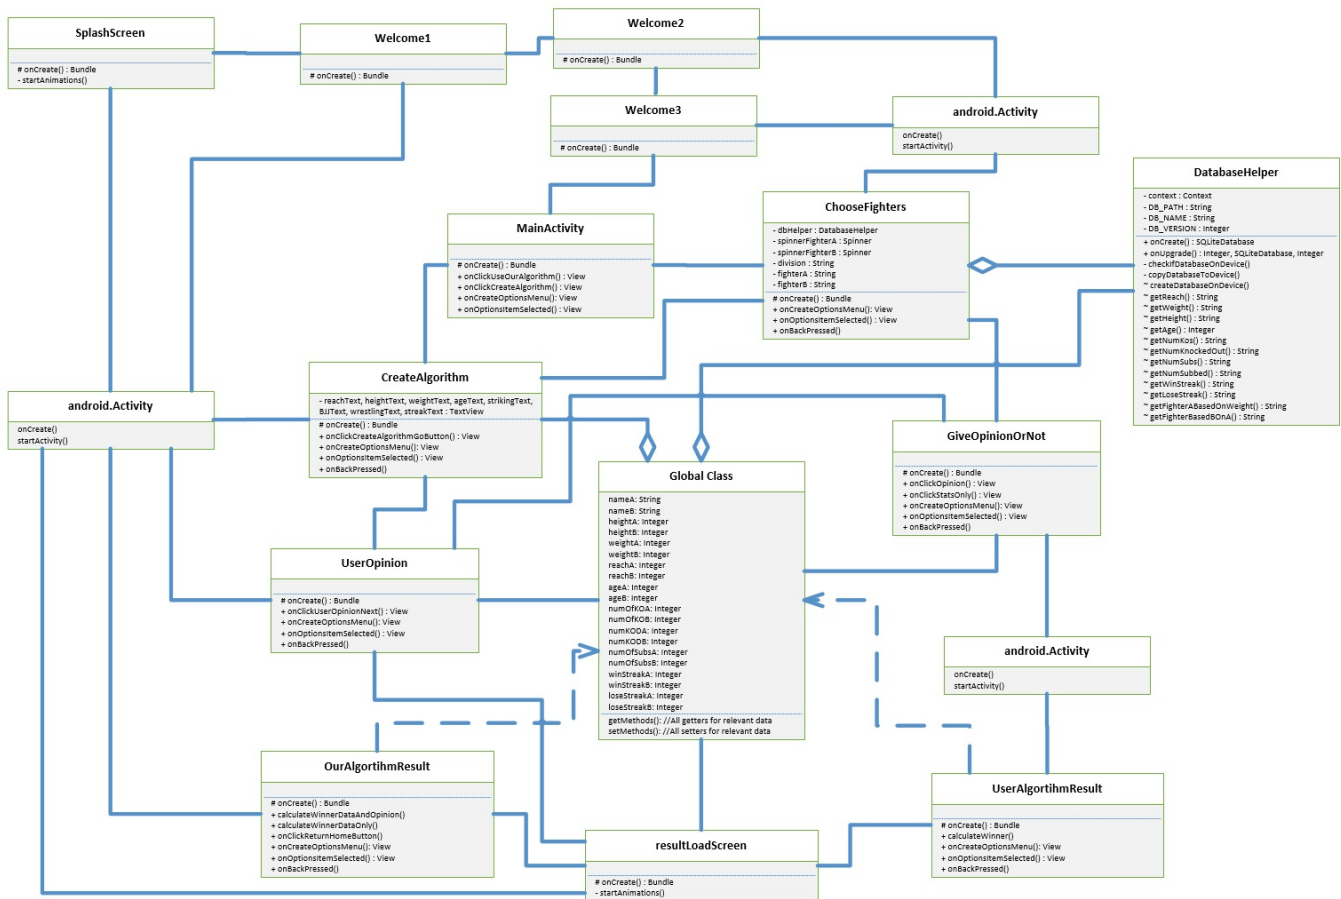 SplashScreen
# onCreate() : Bundle
- startAnimations()
Welcome1
# onCreate() : Bundle
Welcome2
# onCreate() : Bundle
Welcome3
# onCreate() : Bundle
android.Activity
onCreate()
startActivity()
DatabaseHelper
- context : Context
- DB_PATH : String
- DB_NAME : String
- DB_VERSION : Integer
+ onCreate() : SQLiteDatabase
+ onUpgrade() : Integer, SQLiteDatabase, Integer
- checkIfDatabaseOnDevice()
- copyDatabaseToDevice()
~ createDatabaseOnDevice()
~ getReach() : String
~ getWeight() : String
~ getHeight() : String
~ getAge() : Integer
~ getNumKos() : String
~ getNumKnockedOut() : String
~ getNumSubs() : String
~ getNumSubbed() : String
~ getWinStreak() : String
~ getLoseStreak() : String
~ getFighterABasedOnWeight() : String
~ getFighterBasedBOnA() : String
MainActivity
# onCreate() : Bundle
+ onClickUseOurAlgorithm() : View
+ onClickCreateAlgorithm() : View
+ onCreateOptionsMenu(): View
+ onOptionsItemSelected() : View
ChooseFighters
- dbHelper : DatabaseHelper
- spinnerFighterA : Spinner
- spinnerFighterB : Spinner
- division : String
- fighterA : String
- fighterB : String
# onCreate() : Bundle
+ onCreateOptionsMenu(): View
+ onOptionsItemSelected() : View
+ onBackPressed()
CreateAlgorithm
- reachText, heightText, weightText, ageText, strikingText,
BJJText, wrestlingText, streakText : TextView
# onCreate() : Bundle
+ onClickCreateAlgorithmGoButton() : View
+ onCreateOptionsMenu(): View
+ onOptionsItemSelected() : View
+ onBackPressed()
android.Activity
onCreate()
startActivity()
GiveOpinionOrNot
# onCreate() : Bundle
+ onClickOpinion() : View
+ onClickStatsOnly() : View
+ onCreateOptionsMenu(): View
+ onOptionsItemSelected() : View
+ onBackPressed()
Global Class
nameA: String
nameB: String
heightA: Integer
heightB: Integer
weightA: Integer
weightB: Integer
reachA: Integer
reachB: Integer
ageA: Integer
ageB: Integer
numOfKOA: Integer
numOfKOB: Integer
numKODA: Integer
numKODB: Integer
numOfSubsA: Integer
numOfSubsB: Integer
winStreakA: Integer
winStreakB: Integer
loseStreakA: Integer
loseStreakB: Integer
getMethods(): //All getters for relevant data
setMethods(): //All setters for relevant data
UserOpinion
# onCreate() : Bundle
+ onClickUserOpinionNext() : View
+ onCreateOptionsMenu(): View
+ onOptionsItemSelected() : View
+ onBackPressed()
android.Activity
onCreate()
startActivity()
OurAlgortihmResult
# onCreate() : Bundle
+ calculateWinnerDataAndOpinion()
+ calculateWinnerDataOnly()
+ onClickReturnHomeButton()
+ onCreateOptionsMenu(): View
+ onOptionsItemSelected() : View
+ onBackPressed()
UserAlgortihmResult
# onCreate() : Bundle
+ calculateWinner()
+ onCreateOptionsMenu(): View
+ onOptionsItemSelected() : View
+ onBackPressed()
resultLoadScreen
# onCreate() : Bundle
- startAnimations()